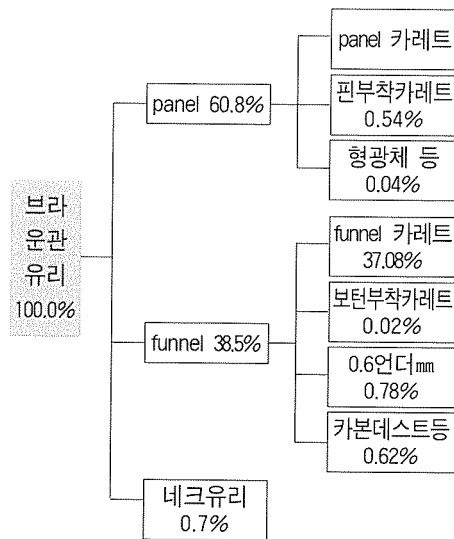 브라
운관
유리
100.0%
panel 60.8%
panel 카레트
핀부착카레트
0.54%
형광체 등
0.04%
funnel 38.5%
funnel 카레트
37.08%
보턴부착카레트
0.02%
0.6언더㎜
0.78%
카본데스트등
0.62%
네크유리
0.7%